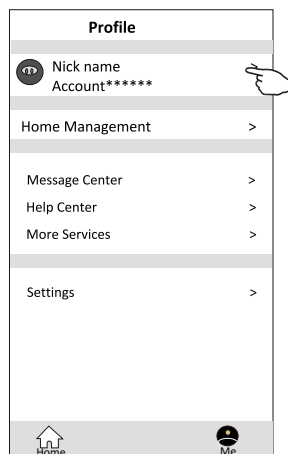 Profile
Nick name
Account******
Home Management >
Message Center >
Help Center >
More Services >
Settings >
Home Me